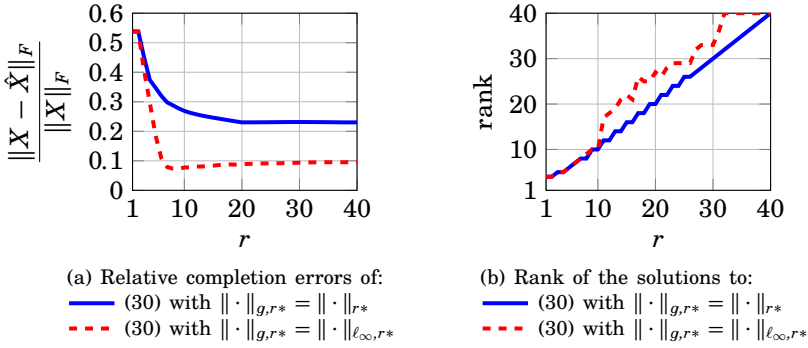 0.6
0.5
0.4
0.3
0.2
0.1
0
‖X − X̂‖_F
‖X‖_F
1 10 20 30 40
r
(a) Relative completion errors of:
(30) with ‖ · ‖_{g,r*} = ‖ · ‖_{r*}
(30) with ‖ · ‖_{g,r*} = ‖ · ‖_{ℓ∞,r*}
40
30
20
10
1
rank
1 10 20 30 40
r
(b) Rank of the solutions to:
(30) with ‖ · ‖_{g,r*} = ‖ · ‖_{r*}
(30) with ‖ · ‖_{g,r*} = ‖ · ‖_{ℓ∞,r*}